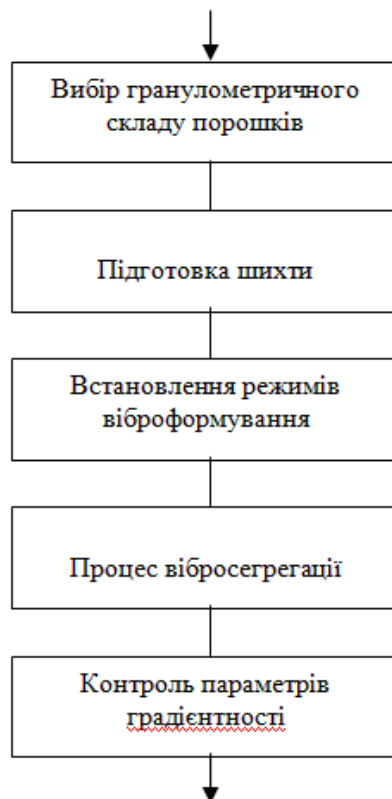 Вибір гранулометричного
складу порошків
Підготовка шихти
Встановлення режимів
віброформування
Процес вібросегрегації
Контроль параметрів
градієнтності